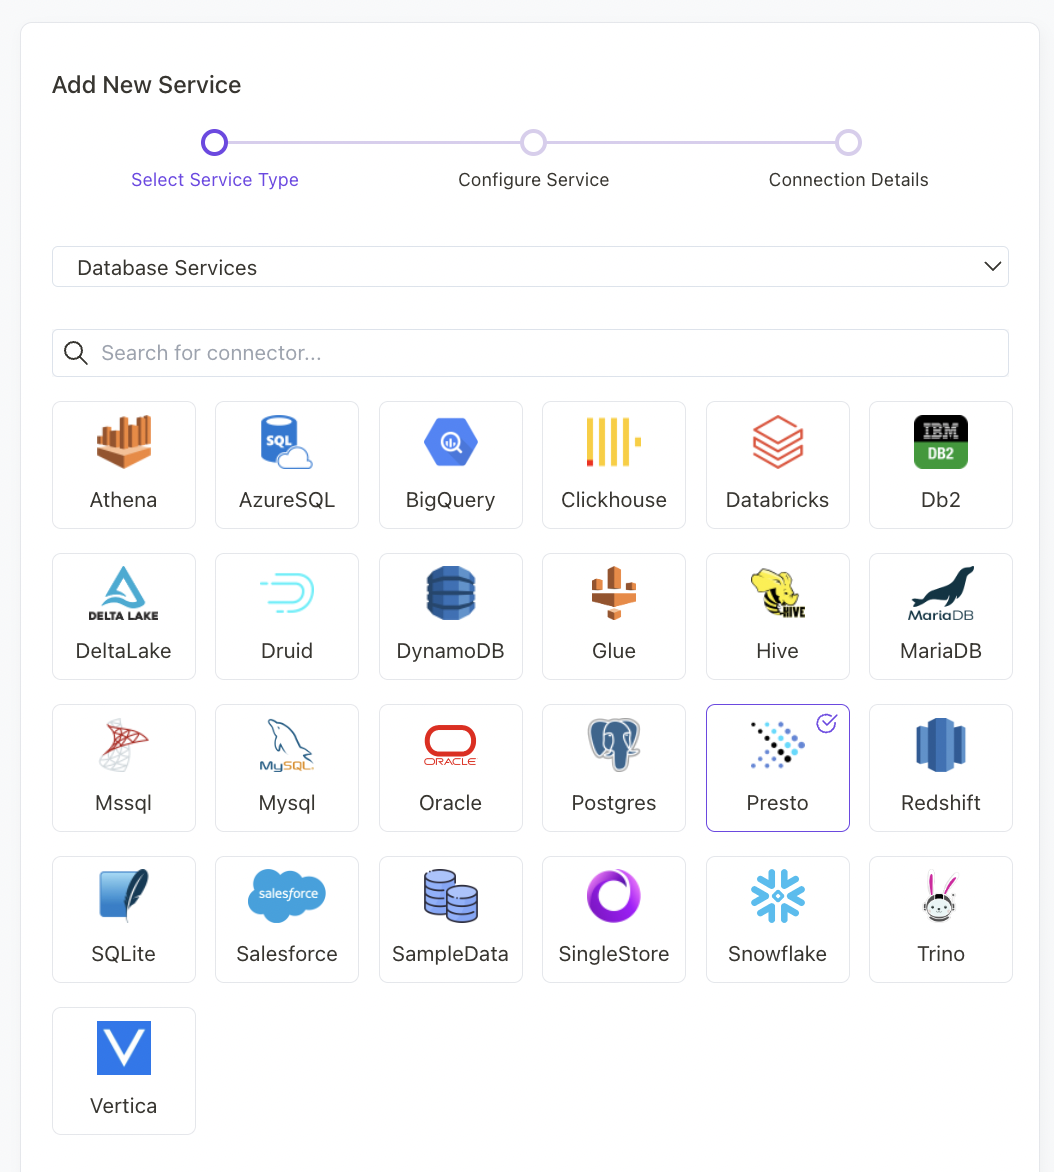 Add New Service
Select Service Type
Configure Service
Connection Details
Database Services
Search for connector...
SQL
IBM
DB2
Athena
AzureSQL
BigQuery
Clickhouse
Databricks
Db2
DELTA LAKE
HIVE
MariaDB
DeltaLake
Druid
DynamoDB
Glue
Hive
MariaDB
MySQL
ORACLE
Mssql
Mysql
Oracle
Postgres
Presto
Redshift
salesforce
SQLite
Salesforce
SampleData
SingleStore
Snowflake
Trino
V
Vertica